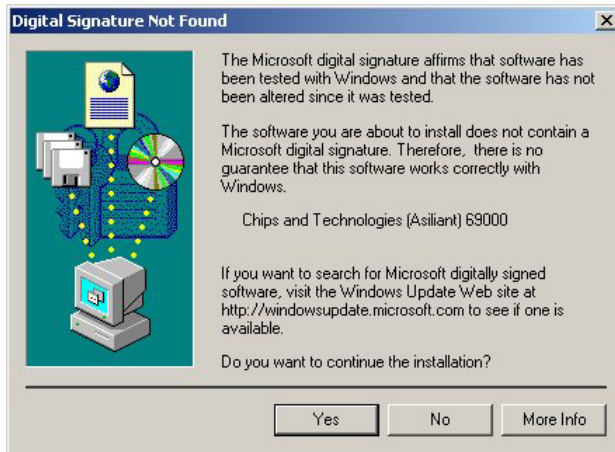 Digital Signature Not Found
The Microsoft digital signature affirms that software has
been tested with Windows and that the software has not
been altered since it was tested.
The software you are about to install does not contain a
Microsoft digital signature. Therefore, there is no
guarantee that this software works correctly with
Windows.
Chips and Technologies (Asiliant) 69000
If you want to search for Microsoft digitally signed
software, visit the Windows Update Web site at
http://windowsupdate.microsoft.com to see if one is
available.
Do you want to continue the installation?
Yes
No
More Info